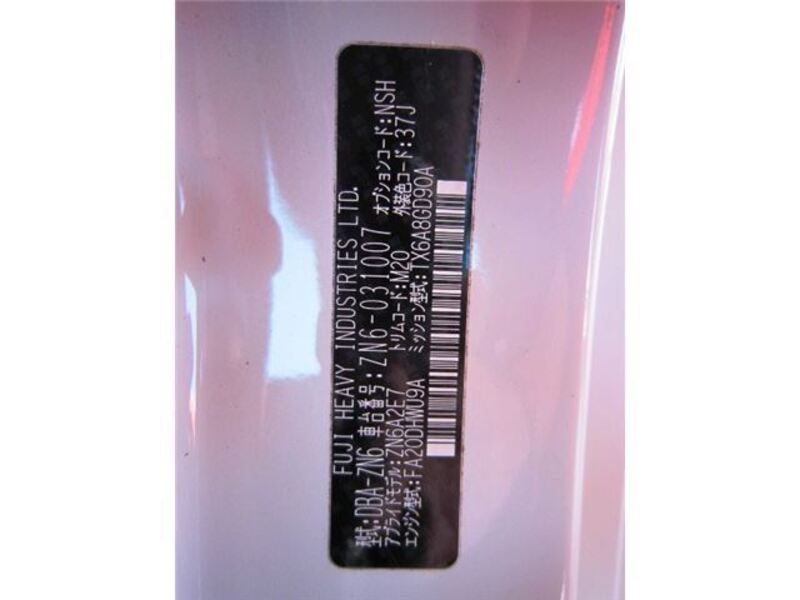 FUJI HEAVY INDUSTRIES LTD.
型式:DBA-ZN6 車台番号:ZN6-031007 オプションコード:NSH
アプライドモデル:ZN6A2E7 トリムコード:M20 外装色コード:37J
エンジン型式:FA20DHWU9A ミッション型式:TX6A8GD90A